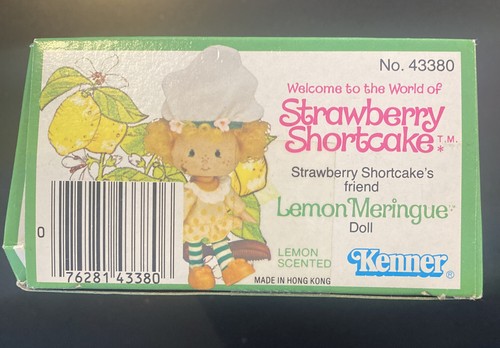 No. 43380
Welcome to the World of
Strawberry
Shortcake T.M.
Strawberry Shortcake's
friend
Lemon Meringue™
Doll
LEMON
SCENTED
Kenner®
MADE IN HONG KONG
0 76281 43380